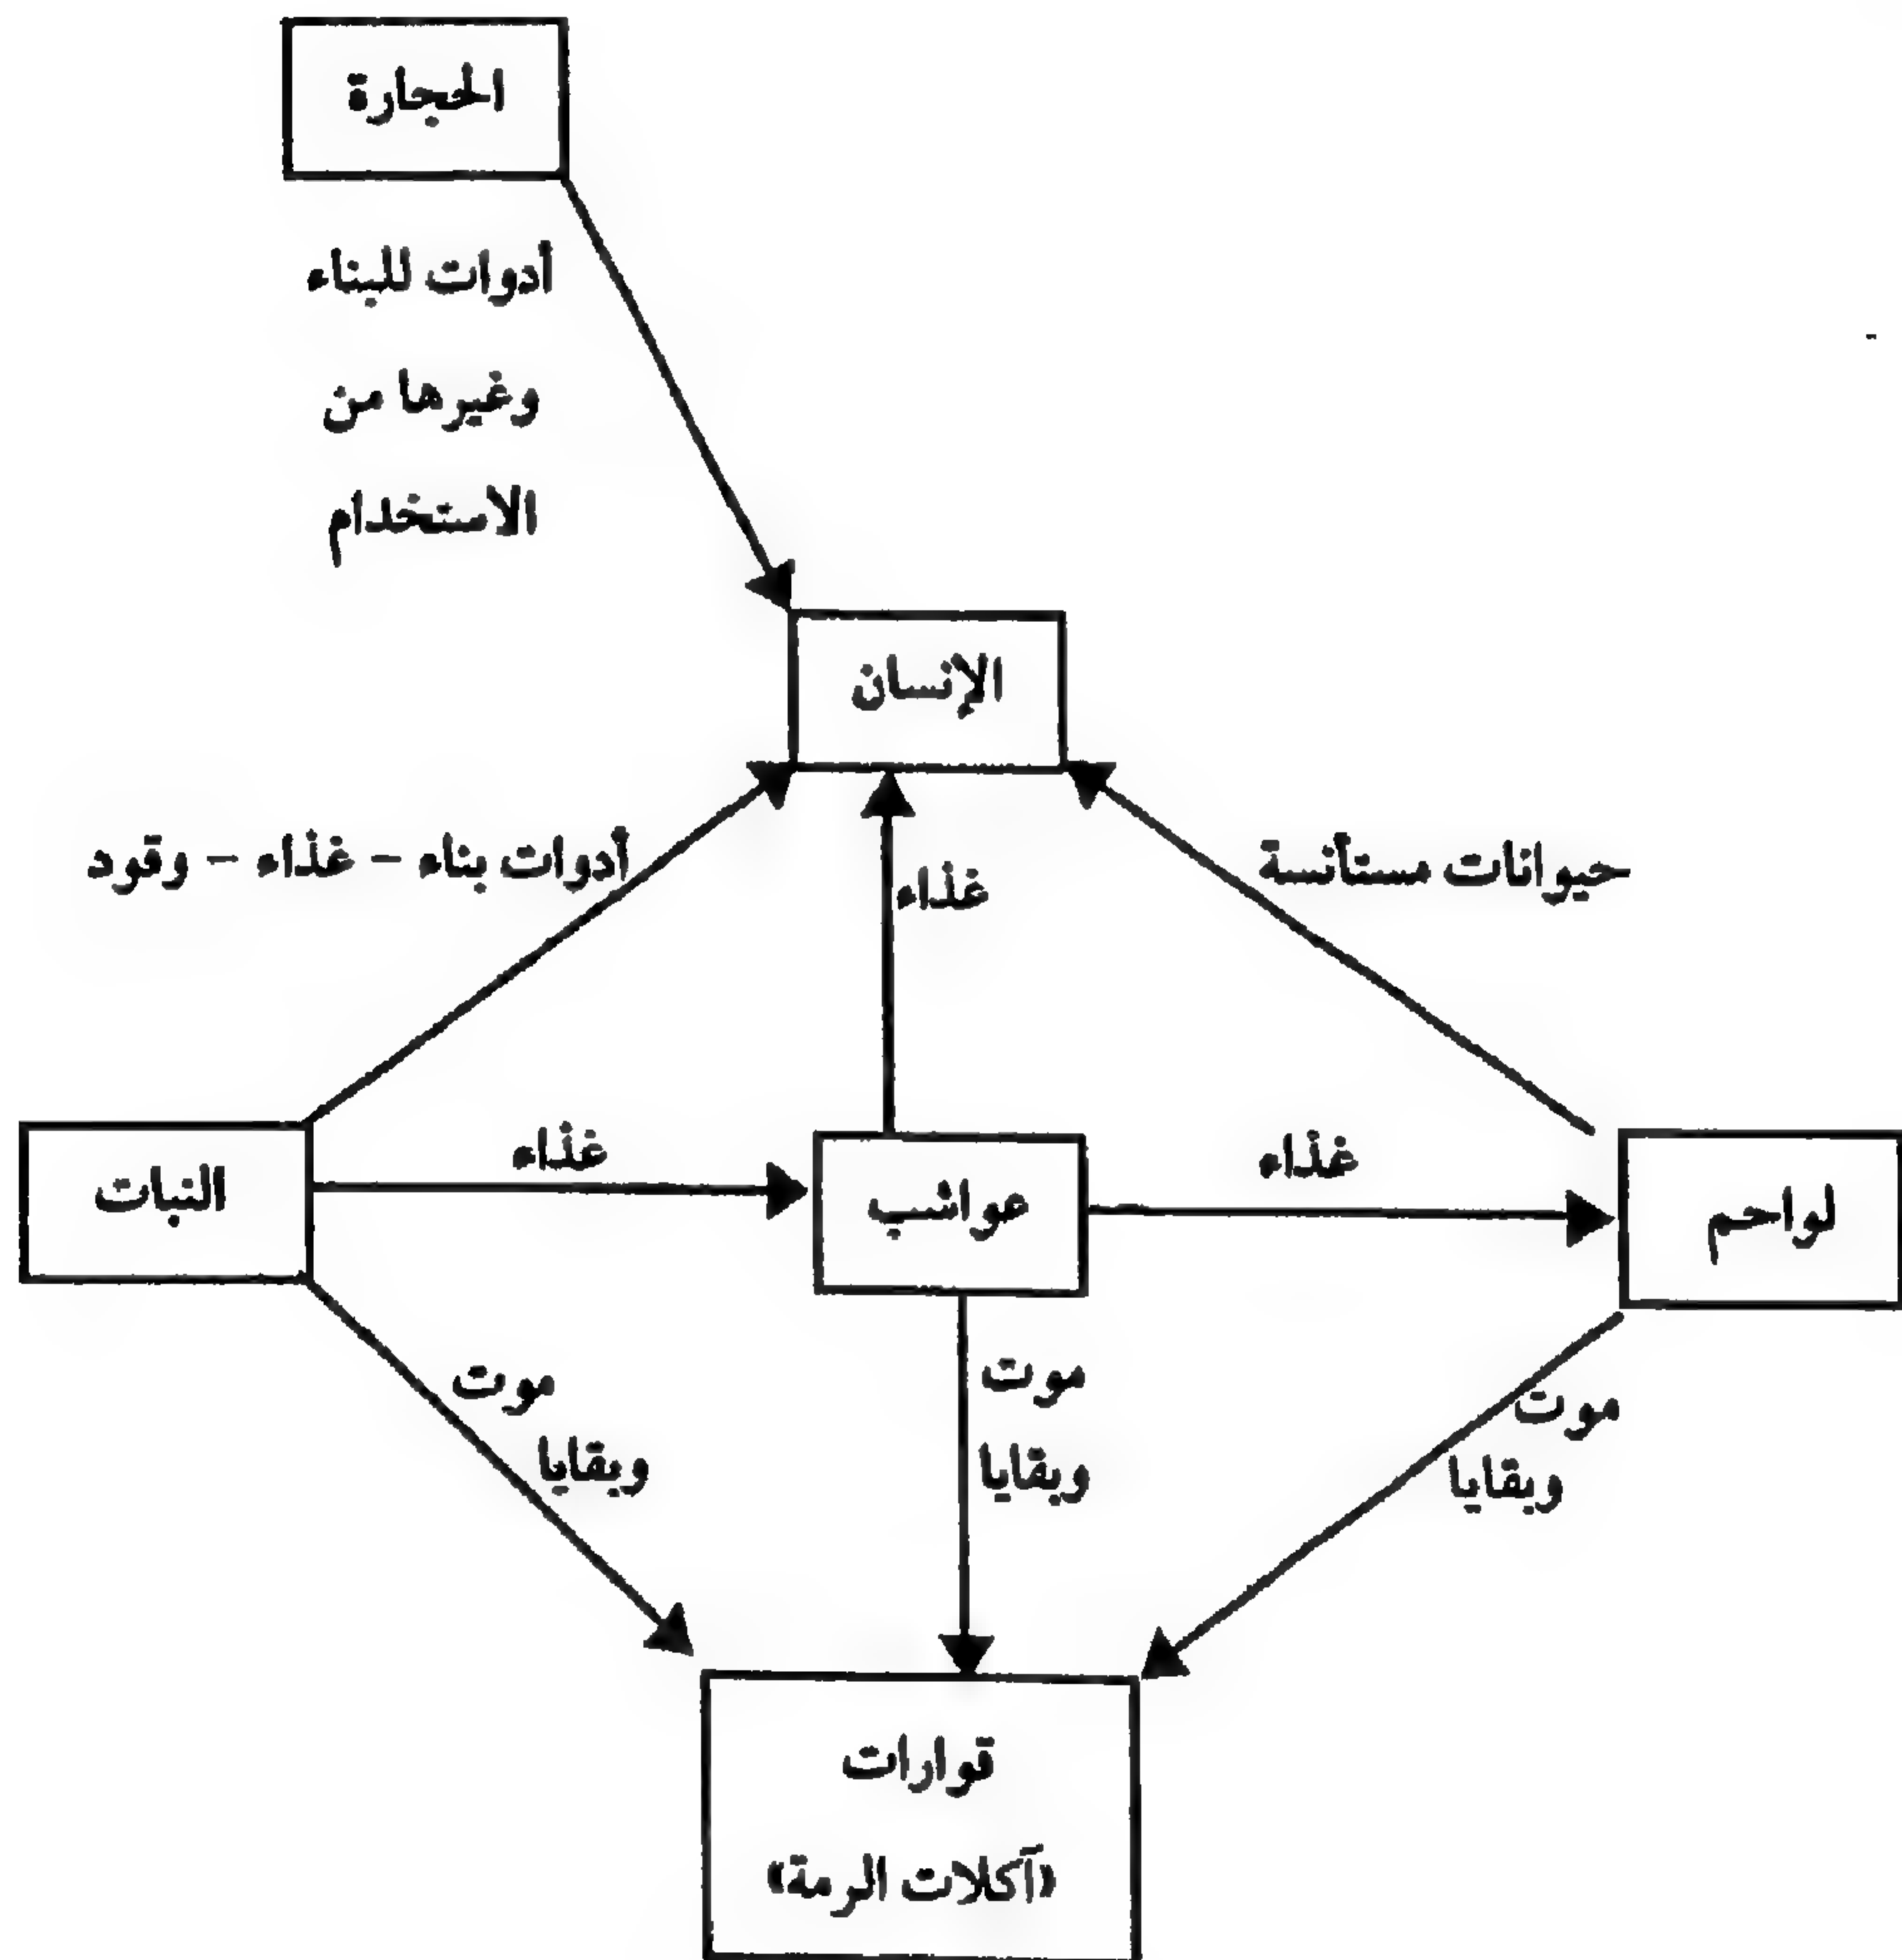 الحجارة
أدوات للبناء
وغيرها من
الاستخدام
الإنسان
حيوانات مستأنسة
غذاء
أدوات بناء – غذاء – وقود
لواحم
غذاء
عواشب
غذاء
النبات
موت
وبقايا
موت
وبقايا
موت
وبقايا
قوارات
«آكلات الرمة»